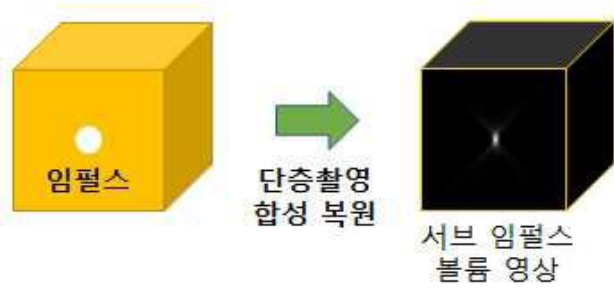 임펄스
단층촬영
합성 복원
서브 임펄스
볼륨 영상